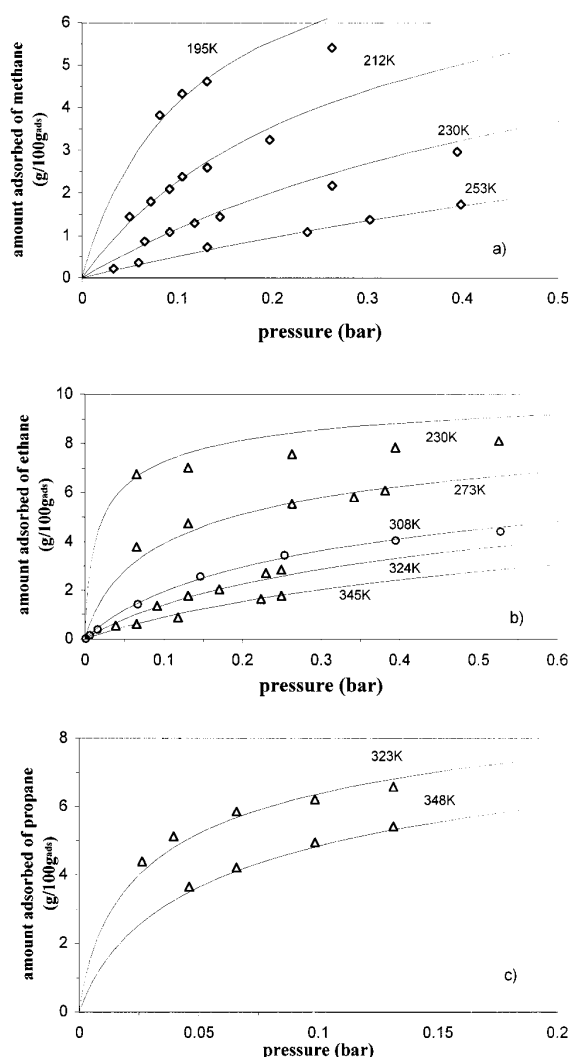 amount adsorbed of methane
(g/100gads)
6
5
4
3
2
1
0
195K
212K
230K
253K
a)
0
0.1
0.2
0.3
0.4
0.5
pressure (bar)
amount adsorbed of ethane
(g/100gads)
10
8
6
4
2
0
230K
273K
308K
324K
345K
b)
0
0.1
0.2
0.3
0.4
0.5
0.6
pressure (bar)
amount adsorbed of propane
(g/100gads)
8
6
4
2
0
323K
348K
c)
0
0.05
0.1
0.15
0.2
pressure (bar)